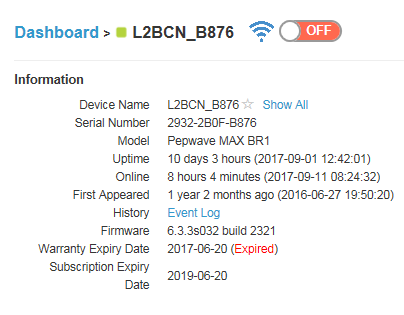 Dashboard > L2BCN_B876 OFF
Information
Device Name L2BCN_B876 Show All
Serial Number 2932-2B0F-B876
Model Pepwave MAX BR1
Uptime 10 days 3 hours (2017-09-01 12:42:01)
Online 8 hours 4 minutes (2017-09-11 08:24:32)
First Appeared 1 year 2 months ago (2016-06-27 19:50:20)
History Event Log
Firmware 6.3.3s032 build 2321
Warranty Expiry Date 2017-06-20 (Expired)
Subscription Expiry
Date 2019-06-20